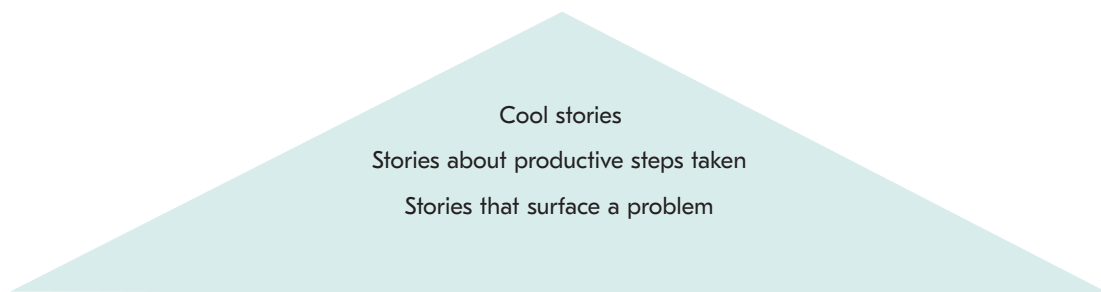 Cool stories
Stories about productive steps taken
Stories that surface a problem